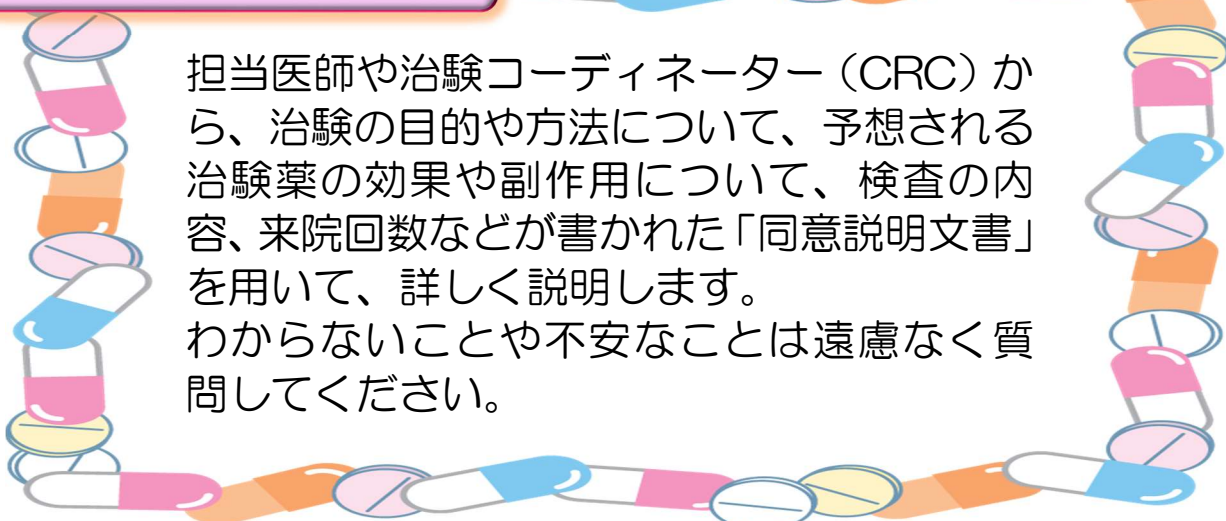 担当医師や治験コーディネーター（CRC）か
ら、治験の目的や方法について、予想される
治験薬の効果や副作用について、検査の内
容、来院回数などが書かれた「同意説明文書」
を用いて、詳しく説明します。
わからないことや不安なことは遠慮なく質
問してください。